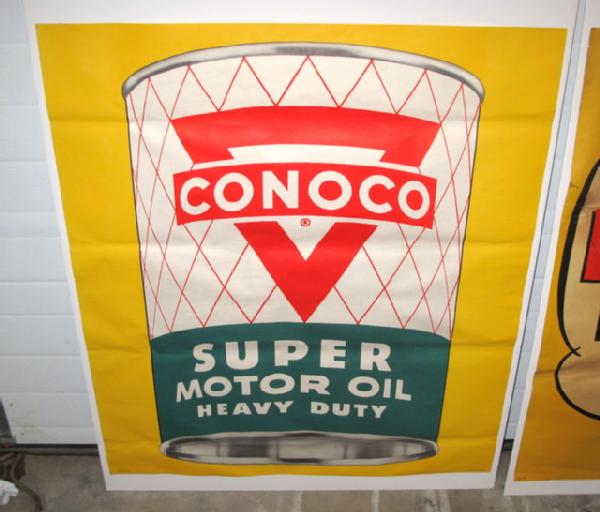 CONOCO
®
SUPER
MOTOR OIL
HEAVY DUTY